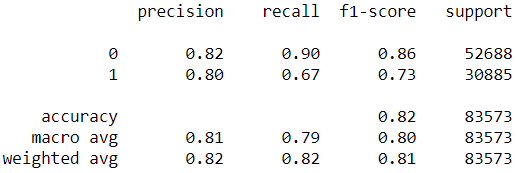 precision recall f1-score support
0 0.82 0.90 0.86 52688
1 0.80 0.67 0.73 30885
accuracy 0.82 83573
macro avg 0.81 0.79 0.80 83573
weighted avg 0.82 0.82 0.81 83573